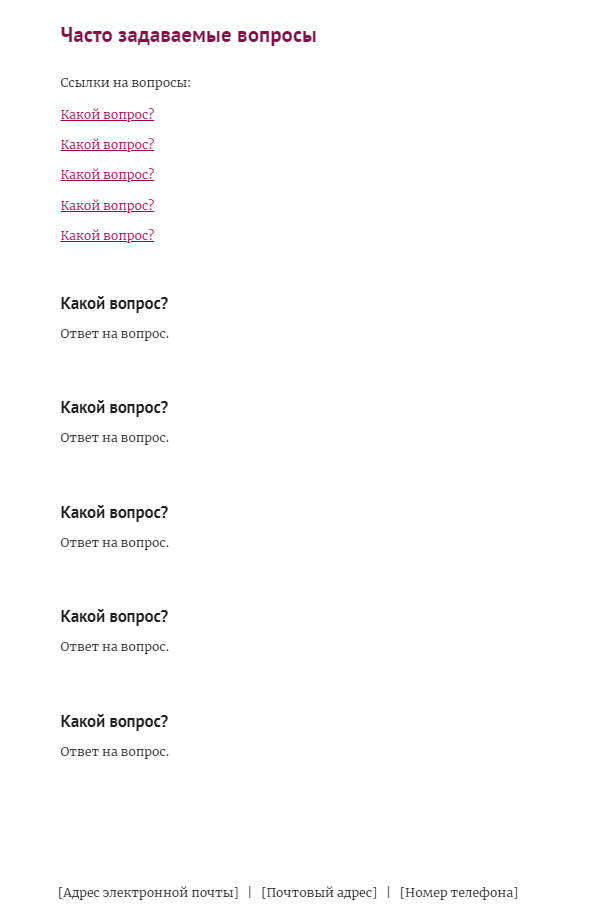 Часто задаваемые вопросы
Ссылки на вопросы:
Какой вопрос?
Какой вопрос?
Какой вопрос?
Какой вопрос?
Какой вопрос?
Какой вопрос?
Ответ на вопрос.
Какой вопрос?
Ответ на вопрос.
Какой вопрос?
Ответ на вопрос.
Какой вопрос?
Ответ на вопрос.
Какой вопрос?
Ответ на вопрос.
[Адрес электронной почты] | [Почтовый адрес] | [Номер телефона]